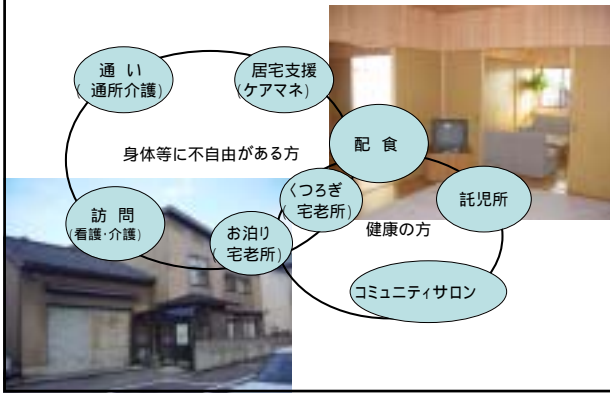 通 い
( 通所介護)
居宅支援
(ケアマネ)
配 食
身体等に不自由がある方
くつろぎ
( 宅老所)
託児所
訪 問
(看護・介護)
お泊り
( 宅老所)
健康の方
コミュニティサロン